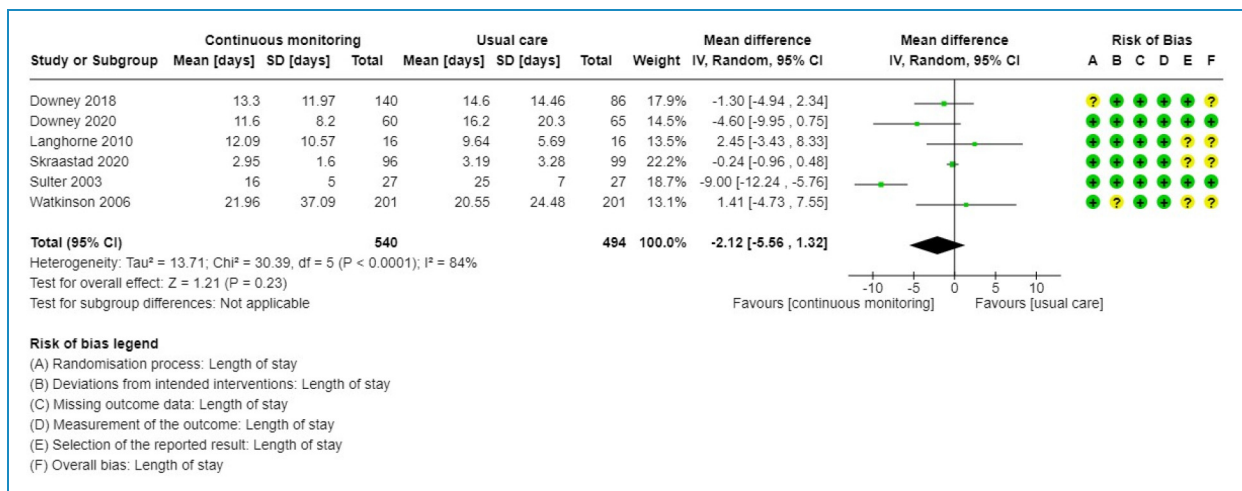 Continuous monitoring Usual care Mean difference Mean difference Risk of Bias
Study or Subgroup Mean [days] SD [days] Total Mean [days] SD [days] Total Weight IV, Random, 95% CI IV, Random, 95% CI A B C D E F
Downey 2018 13.3 11.97 140 14.6 14.46 86 17.9% -1.30 [-4.94 , 2.34] ? + + + + ?
Downey 2020 11.6 8.2 60 16.2 20.3 65 14.5% -4.60 [-9.95 , 0.75] + + + + + +
Langhorne 2010 12.09 10.57 16 9.64 5.69 16 13.5% 2.45 [-3.43 , 8.33] + + + + ? ?
Skraastad 2020 2.95 1.6 96 3.19 3.28 99 22.2% -0.24 [-0.96 , 0.48] + + + + ? ?
Sulter 2003 16 5 27 25 7 27 18.7% -9.00 [-12.24 , -5.76] + + + + + +
Watkinson 2006 21.96 37.09 201 20.55 24.48 201 13.1% 1.41 [-4.73 , 7.55] + ? + + ? ?
Total (95% CI) 540 494 100.0% -2.12 [-5.56 , 1.32]
Heterogeneity: Tau² = 13.71; Chi² = 30.39, df = 5 (P < 0.0001); I² = 84%
Test for overall effect: Z = 1.21 (P = 0.23) -10 -5 0 5 10
Test for subgroup differences: Not applicable Favours [continuous monitoring] Favours [usual care]
Risk of bias legend
(A) Randomisation process: Length of stay
(B) Deviations from intended interventions: Length of stay
(C) Missing outcome data: Length of stay
(D) Measurement of the outcome: Length of stay
(E) Selection of the reported result: Length of stay
(F) Overall bias: Length of stay